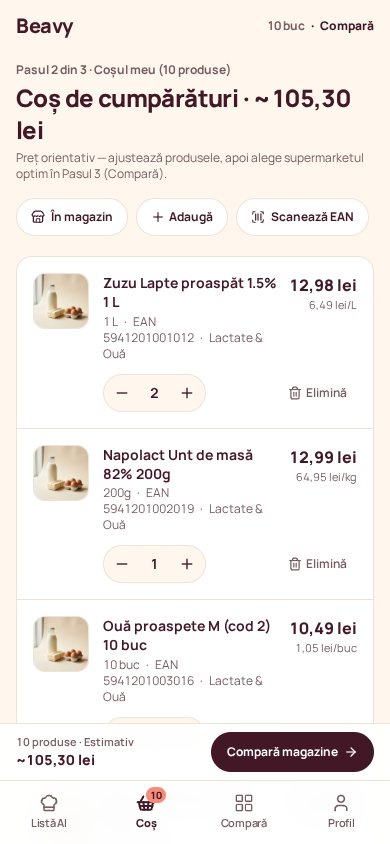 Beavy
10 buc · Compară
Pasul 2 din 3 · Coșul meu (10 produse)
Coș de cumpărături · ~ 105,30
lei
Preț orientativ — ajustează produsele, apoi alege supermarketul
optim în Pasul 3 (Compară).
În magazin
Adaugă
Scanează EAN
Zuzu Lapte proaspăt 1.5%
1 L
12,98 lei
6,49 lei/L
1 L · EAN
5941201001012 · Lactate &
Ouă
2
Elimină
Napolact Unt de masă
82% 200g
12,99 lei
64,95 lei/kg
200g · EAN
5941201002019 · Lactate &
Ouă
1
Elimină
Ouă proaspete M (cod 2)
10 buc
10,49 lei
1,05 lei/buc
10 buc · EAN
5941201003016 · Lactate &
Ouă
10 produse · Estimativ
~105,30 lei
Compară magazine
10
Listă AI
Coș
Compară
Profil